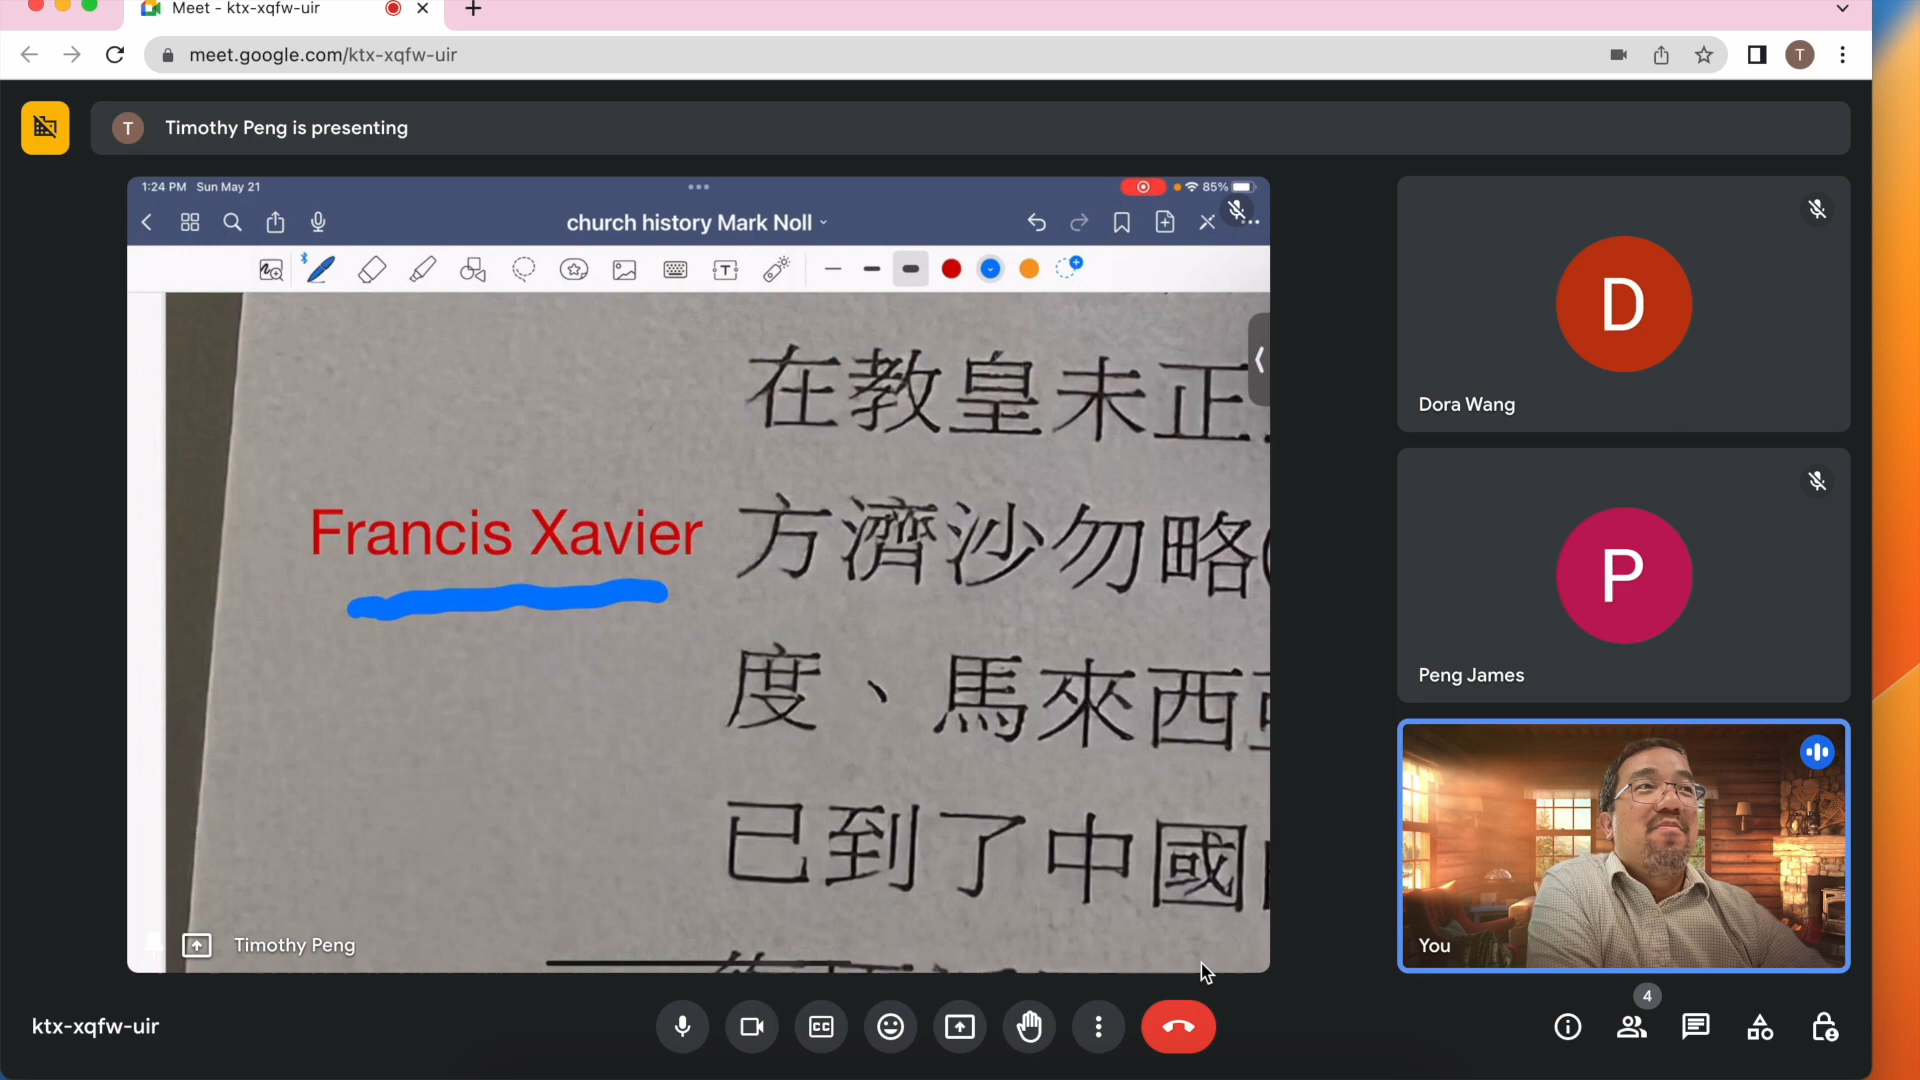 Meet - ktx-xqfw-uir
meet.google.com/ktx-xqfw-uir
T
T
Timothy Peng is presenting
1:24 PM Sun May 21
85%
church history Mark Noll
T
在教皇未正
Francis Xavier
方濟沙勿略(
度、馬來西
已到了中國
Timothy Peng
D
Dora Wang
P
Peng James
You
ktx-xqfw-uir
CC
4